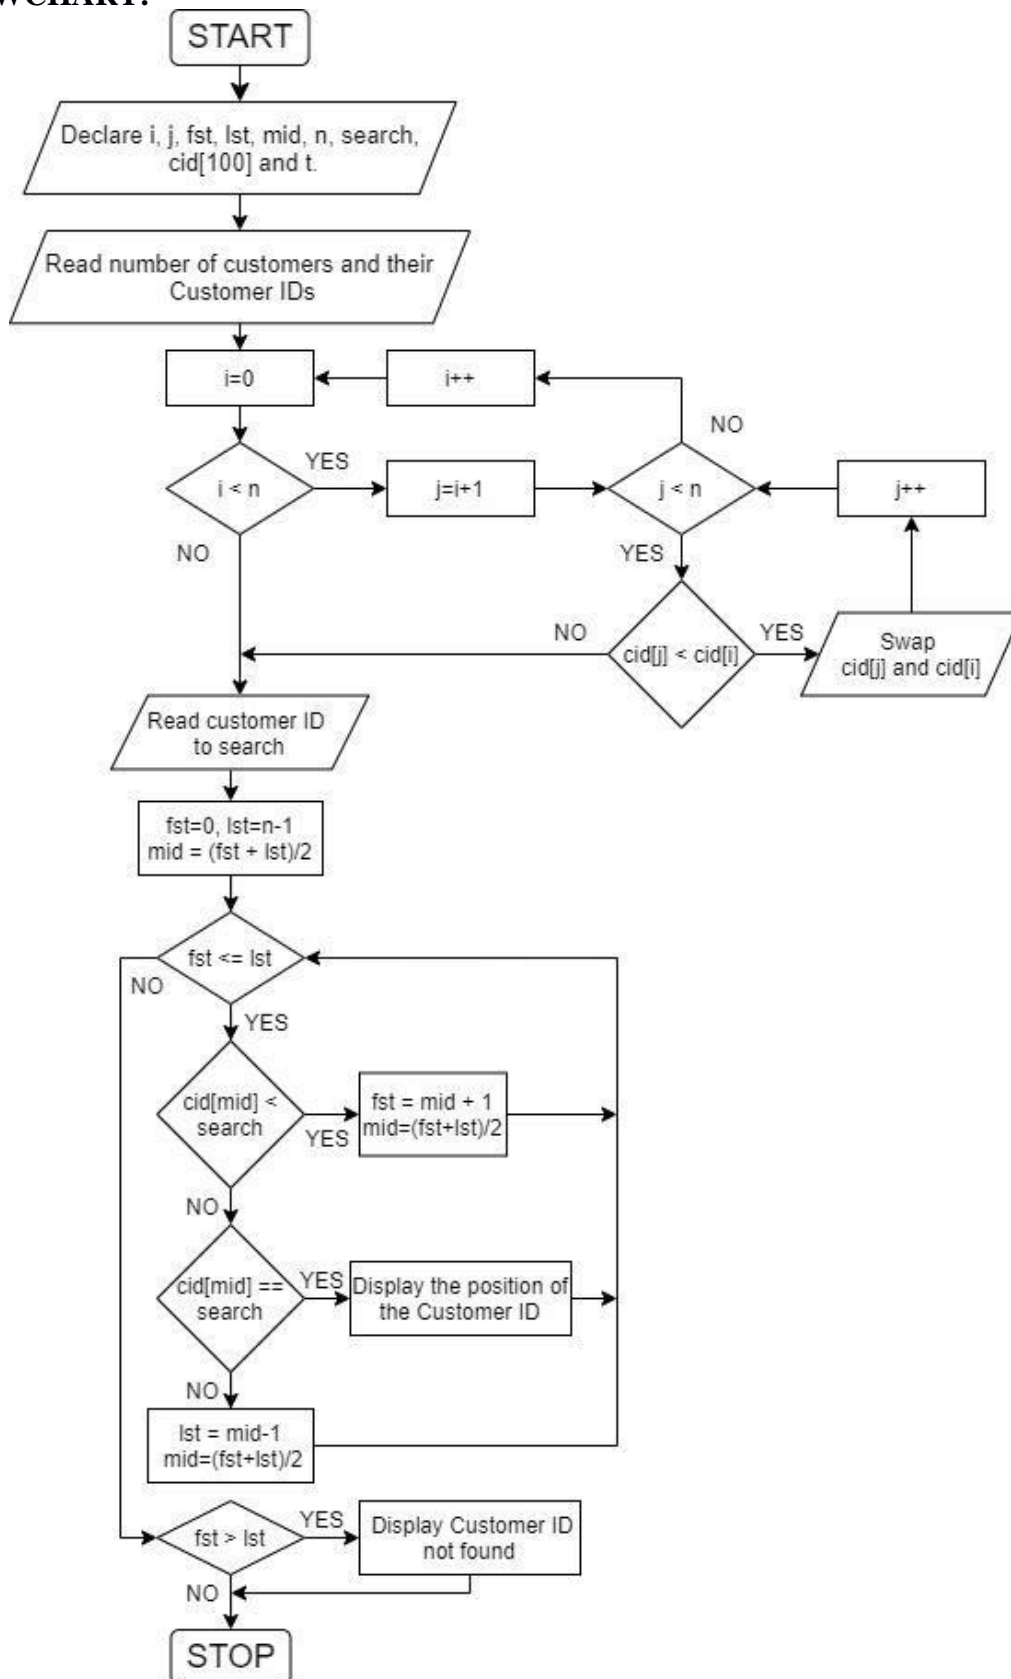 START
Declare i, j, fst, lst, mid, n, search,
cid[100] and t.
Read number of customers and their
Customer IDs
i=0
i++
NO
i < n
YES
j=i+1
j < n
j++
NO
YES
NO
cid[j] < cid[i]
YES
Swap
cid[j] and cid[i]
Read customer ID
to search
fst=0, lst=n-1
mid = (fst + lst)/2
fst <= lst
NO
YES
cid[mid] <
search
YES
fst = mid + 1
mid=(fst+lst)/2
NO
cid[mid] ==
search
YES
Display the position of
the Customer ID
NO
lst = mid-1
mid=(fst+lst)/2
fst > lst
YES
Display Customer ID
not found
NO
STOP